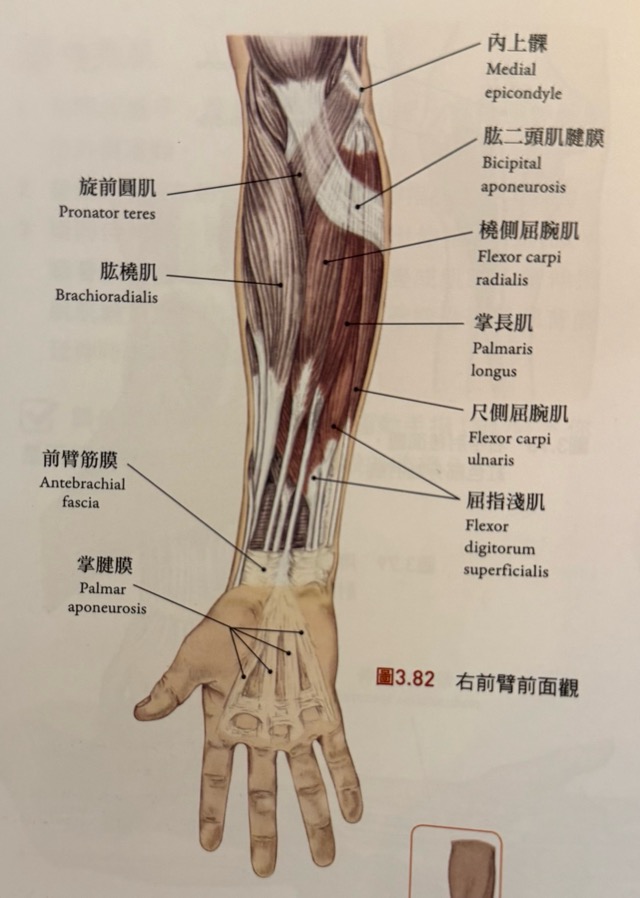 內上髁
Medial
epicondyle
肱二頭肌腱膜
Bicipital
aponeurosis
旋前圓肌
Pronator teres
橈側屈腕肌
Flexor carpi
radialis
肱橈肌
Brachioradialis
掌長肌
Palmaris
longus
尺側屈腕肌
Flexor carpi
ulnaris
前臂筋膜
Antebrachial
fascia
屈指淺肌
Flexor
digitorum
superficialis
掌腱膜
Palmar
aponeurosis
圖3.82 右前臂前面觀